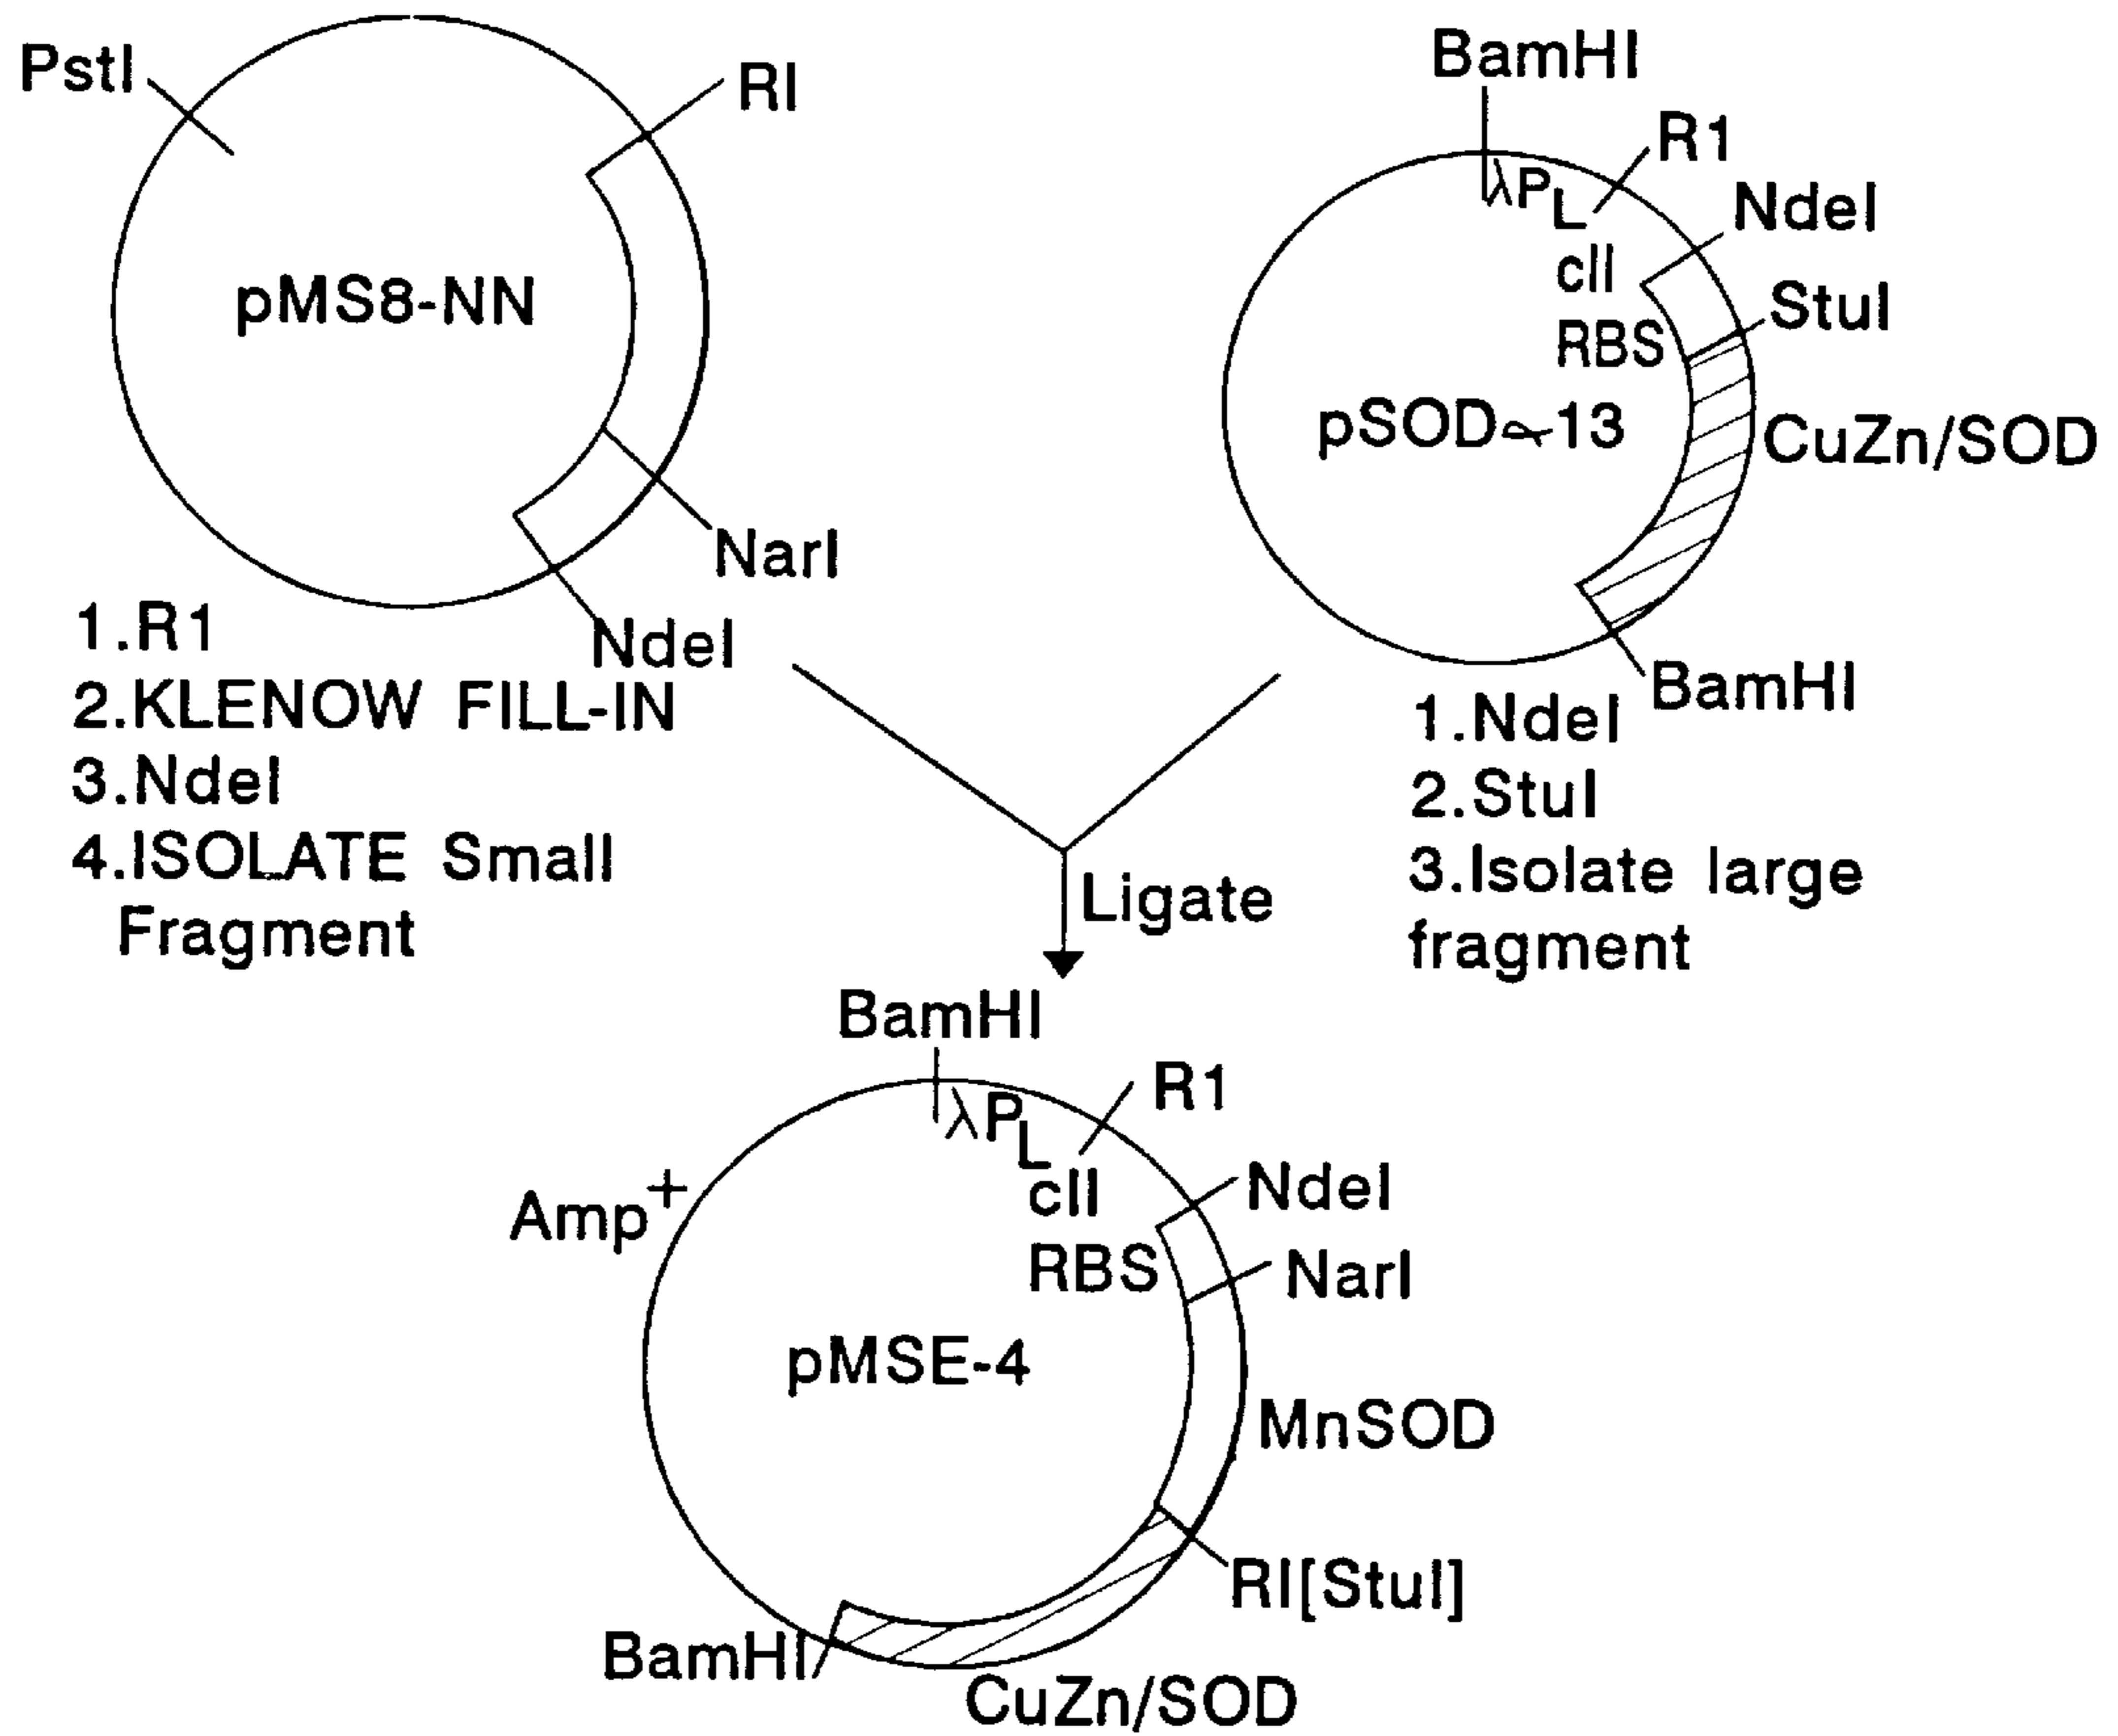 PstI
RI
pMS8-NN
NarI
NdeI
1.R1
2.KLENOW FILL-IN
3.NdeI
4.ISOLATE Small
Fragment
BamHI
R1
λPL
NdeI
cII
StuI
RBS
pSODα13
CuZn/SOD
BamHI
1.NdeI
2.StuI
3.Isolate large
fragment
Ligate
BamHI
R1
λPL
cII
NdeI
Amp+
RBS
NarI
pMSE-4
MnSOD
RI[StuI]
BamHI
CuZn/SOD